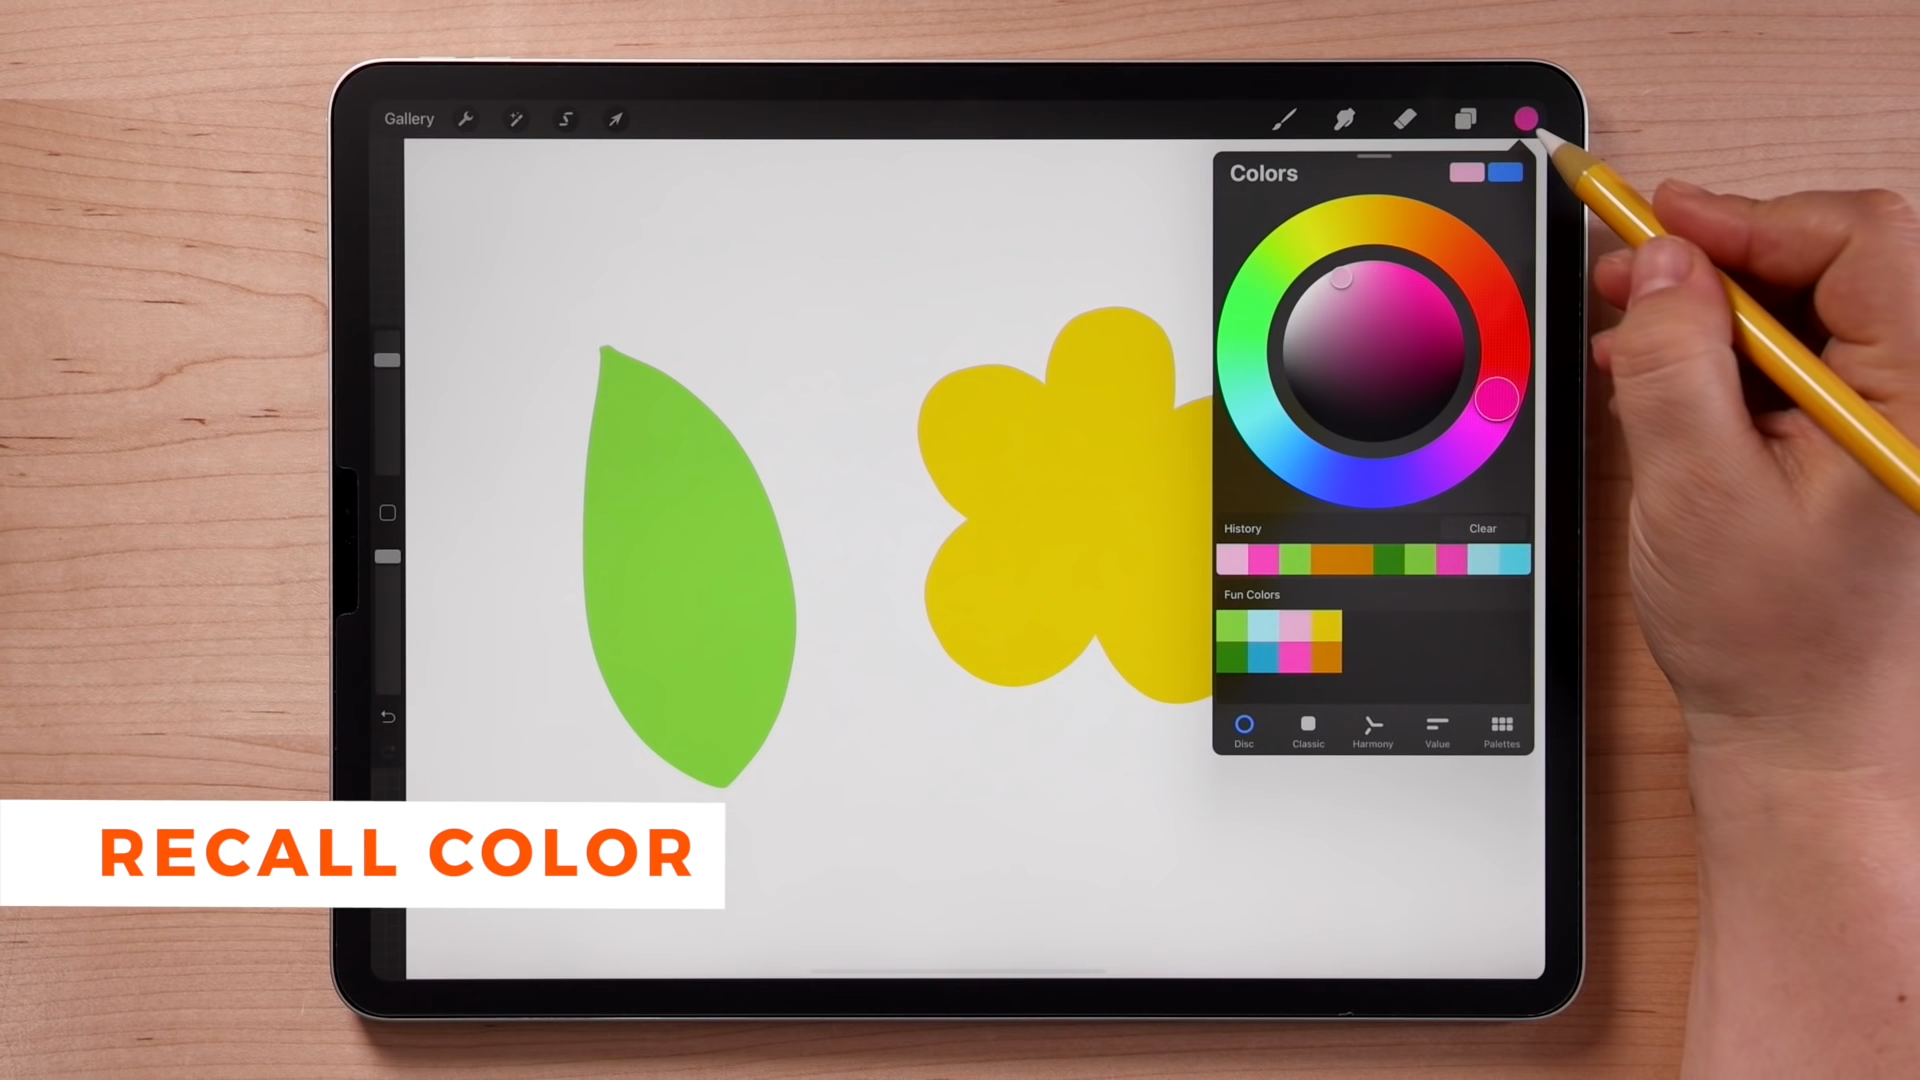 Gallery
Colors
History
Clear
Fun Colors
Disc
Classic
Harmony
Value
Palettes
RECALL COLOR